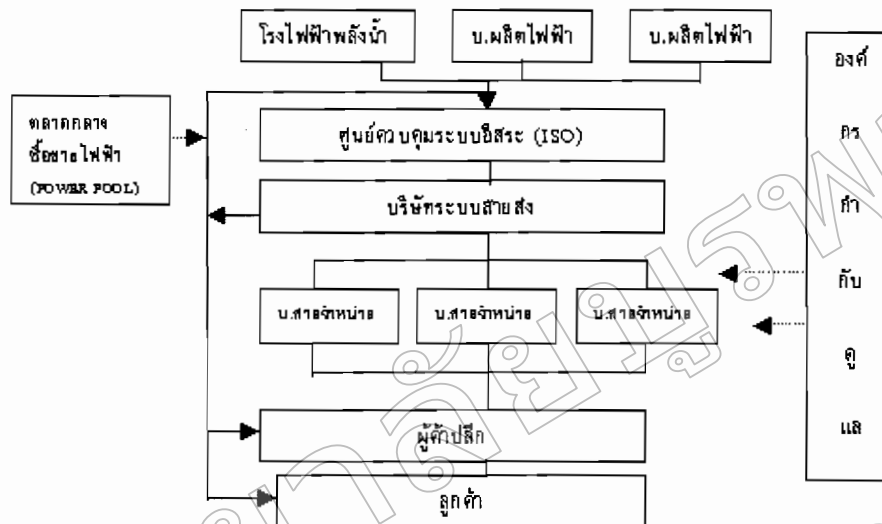 โรงไฟฟ้าพลังน้ำ
บ.ผลิตไฟฟ้า
บ.ผลิตไฟฟ้า
องค์
กร
กำ
กับ
ดู
แล
ตลาดกลาง
ซื้อขายไฟฟ้า
(POWER POOL)
ศูนย์ควบคุมระบบอิสระ (ISO)
บริษัทระบบสายส่ง
บ.สายจำหน่าย
บ.สายจำหน่าย
บ.สายจำหน่าย
ผู้ค้าปลีก
ลูกค้า